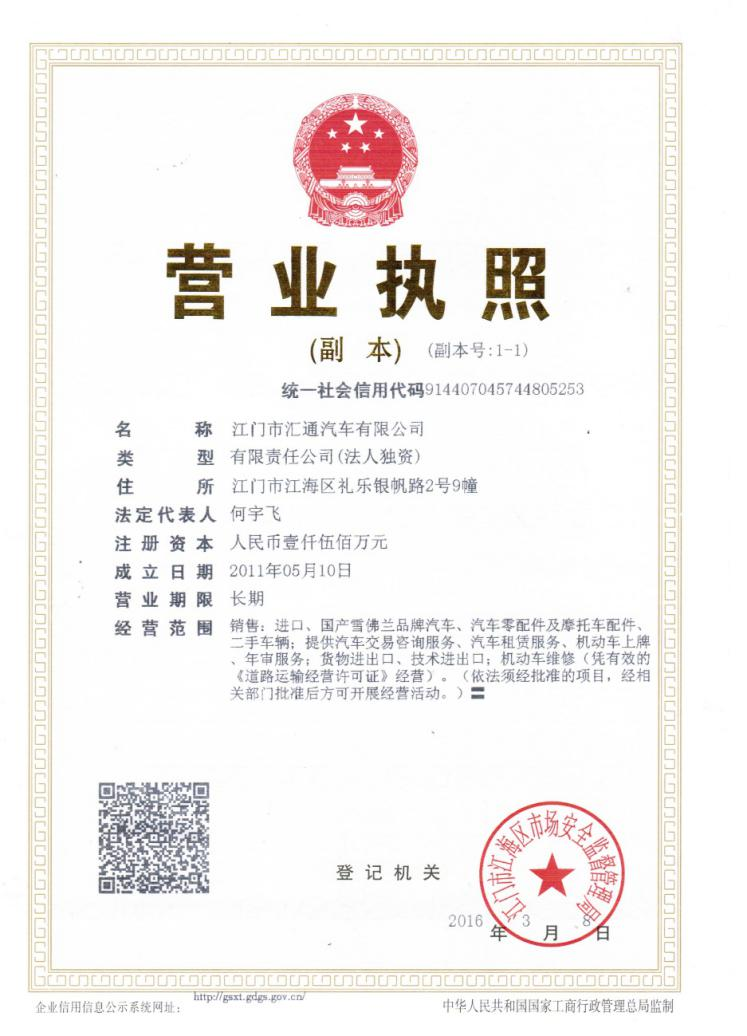 营业执照
(副 本) (副本号:1-1)
统一社会信用代码914407045744805253
名 称 江门市汇通汽车有限公司
类 型 有限责任公司(法人独资)
住 所 江门市江海区礼乐银帆路2号9幢
法定代表人 何宇飞
注册资本 人民币壹仟伍佰万元
成立日期 2011年05月10日
营业期限 长期
经营范围 销售：进口、国产雪佛兰品牌汽车、汽车零配件及摩托车配件、
二手车辆；提供汽车交易咨询服务、汽车租赁服务、机动车上牌
、年审服务；货物进出口、技术进出口；机动车维修（凭有效的
《道路运输经营许可证》经营）。（依法须经批准的项目，经相
关部门批准后方可开展经营活动。）〓
江门市江海区市场安全监督管理局
登记机关
2016年3月8日
企业信用信息公示系统网址： http://gsxt.gdgs.gov.cn/
中华人民共和国国家工商行政管理总局监制